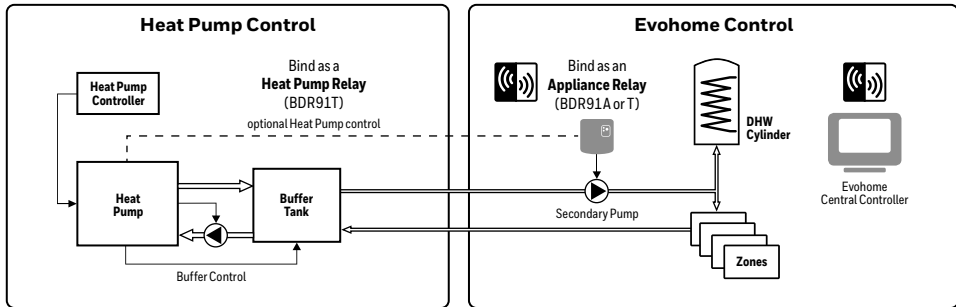 Heat Pump Control
Heat Pump
Controller
Bind as a
Heat Pump Relay
(BDR91T)
optional Heat Pump control
Heat
Pump
Buffer
Tank
Buffer Control
Evohome Control
Bind as an
Appliance Relay
(BDR91A or T)
DHW
Cylinder
Secondary Pump
Zones
Evohome
Central Controller